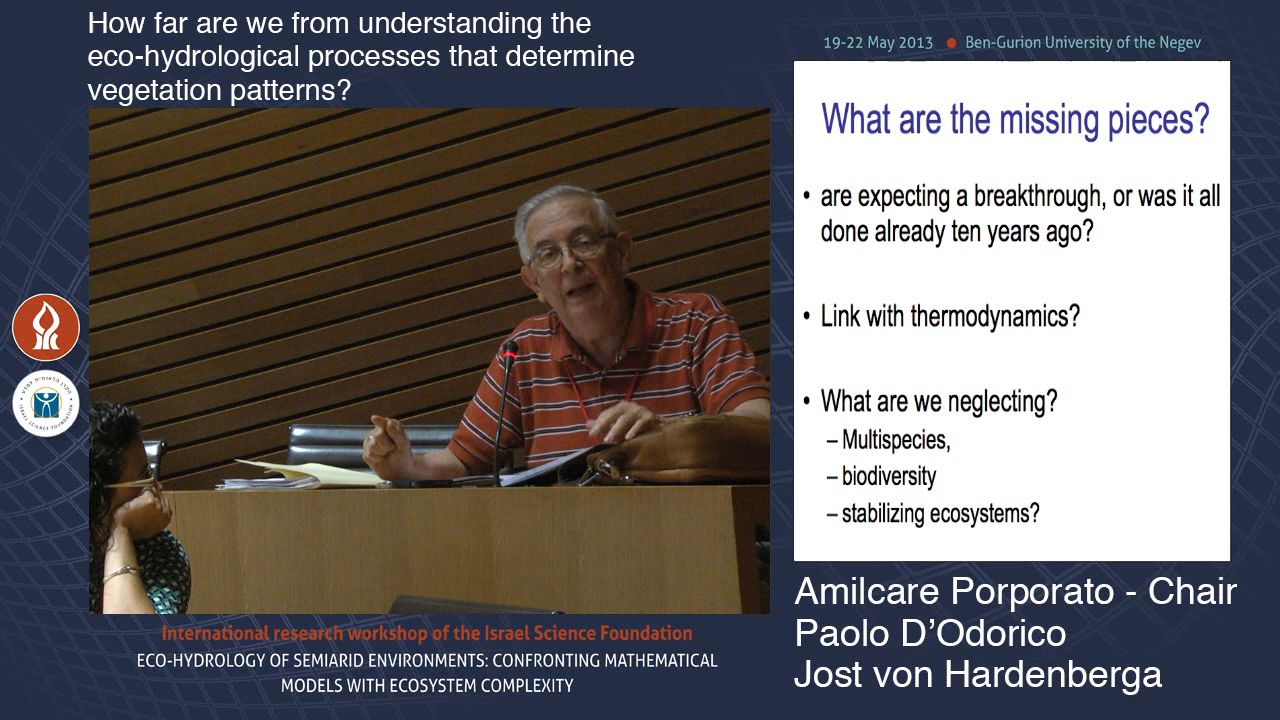 How far are we from understanding the
eco-hydrological processes that determine
vegetation patterns?
19-22 May 2013 ● Ben-Gurion University of the Negev
What are the missing pieces?
• are expecting a breakthrough, or was it all
done already ten years ago?
• Link with thermodynamics?
• What are we neglecting?
– Multispecies,
– biodiversity
– stabilizing ecosystems?
ISRAEL SCIENCE FOUNDATION
Amilcare Porporato - Chair
Paolo D’Odorico
Jost von Hardenberga
International research workshop of the Israel Science Foundation
ECO-HYDROLOGY OF SEMIARID ENVIRONMENTS: CONFRONTING MATHEMATICAL
MODELS WITH ECOSYSTEM COMPLEXITY